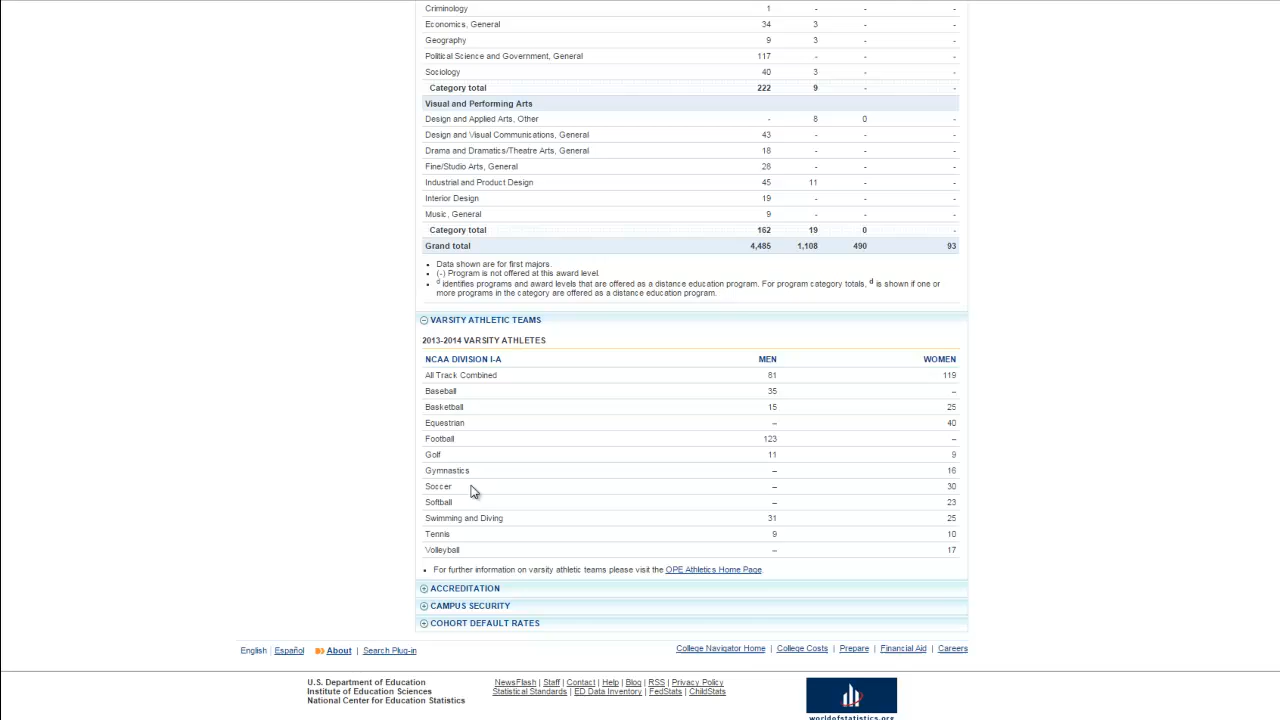 Criminology 1 - - -
Economics, General 34 3 - -
Geography 9 3 - -
Political Science and Government, General 117 - - -
Sociology 40 3 - -
Category total 222 9 - -
Visual and Performing Arts
Design and Applied Arts, Other - 8 0 -
Design and Visual Communications, General 43 - - -
Drama and Dramatics/Theatre Arts, General 18 - - -
Fine/Studio Arts, General 28 - - -
Industrial and Product Design 45 11 - -
Interior Design 19 - - -
Music, General 9 - - -
Category total 162 19 0 -
Grand total 4,485 1,108 490 93
Data shown are for first majors.
(-) Program is not offered at this award level.
d identifies programs and award levels that are offered as a distance education program. For program category totals, d is shown if one or
more programs in the category are offered as a distance education program.
VARSITY ATHLETIC TEAMS
2013-2014 VARSITY ATHLETES
NCAA DIVISION I-A MEN WOMEN
All Track Combined 81 119
Baseball 35 –
Basketball 15 25
Equestrian – 40
Football 123 –
Golf 11 9
Gymnastics – 16
Soccer – 30
Softball – 23
Swimming and Diving 31 25
Tennis 9 10
Volleyball – 17
For further information on varsity athletic teams please visit the OPE Athletics Home Page.
ACCREDITATION
CAMPUS SECURITY
COHORT DEFAULT RATES
English | Español About | Search Plug-in College Navigator Home | College Costs | Prepare | Financial Aid | Careers
U.S. Department of Education
Institute of Education Sciences
National Center for Education Statistics
NewsFlash | Staff | Contact | Help | Blog | RSS | Privacy Policy
Statistical Standards | ED Data Inventory | FedStats | ChildStats
worldofstatistics.org